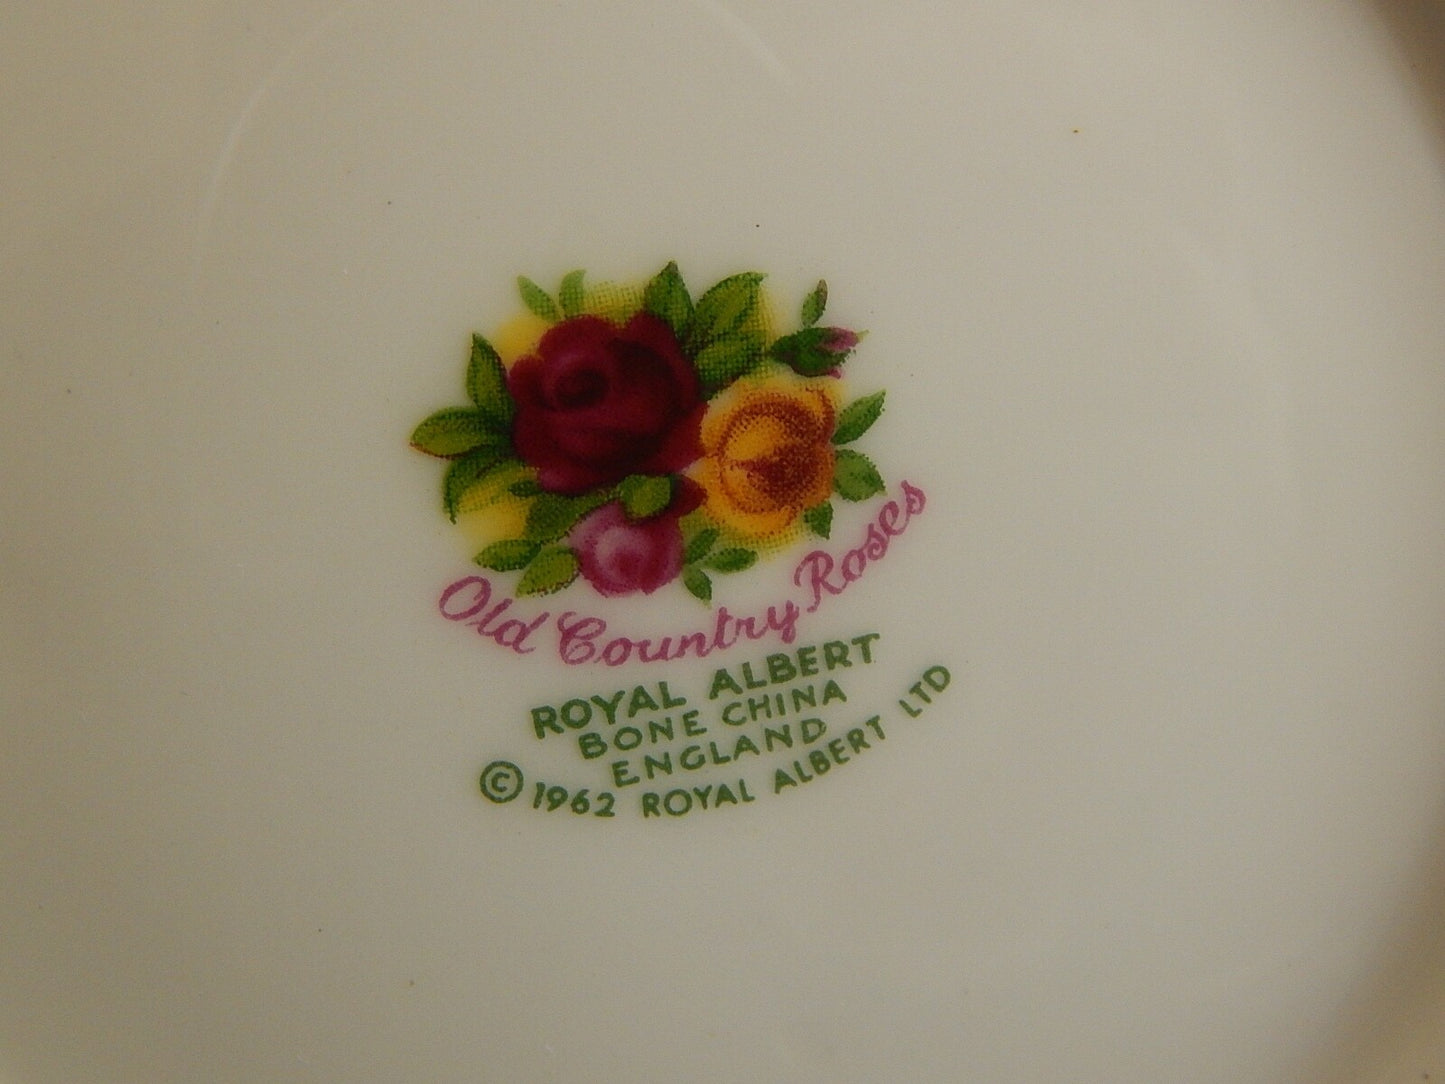 Old Country Roses
ROYAL ALBERT
BONE CHINA
ENGLAND
© 1962 ROYAL ALBERT LTD